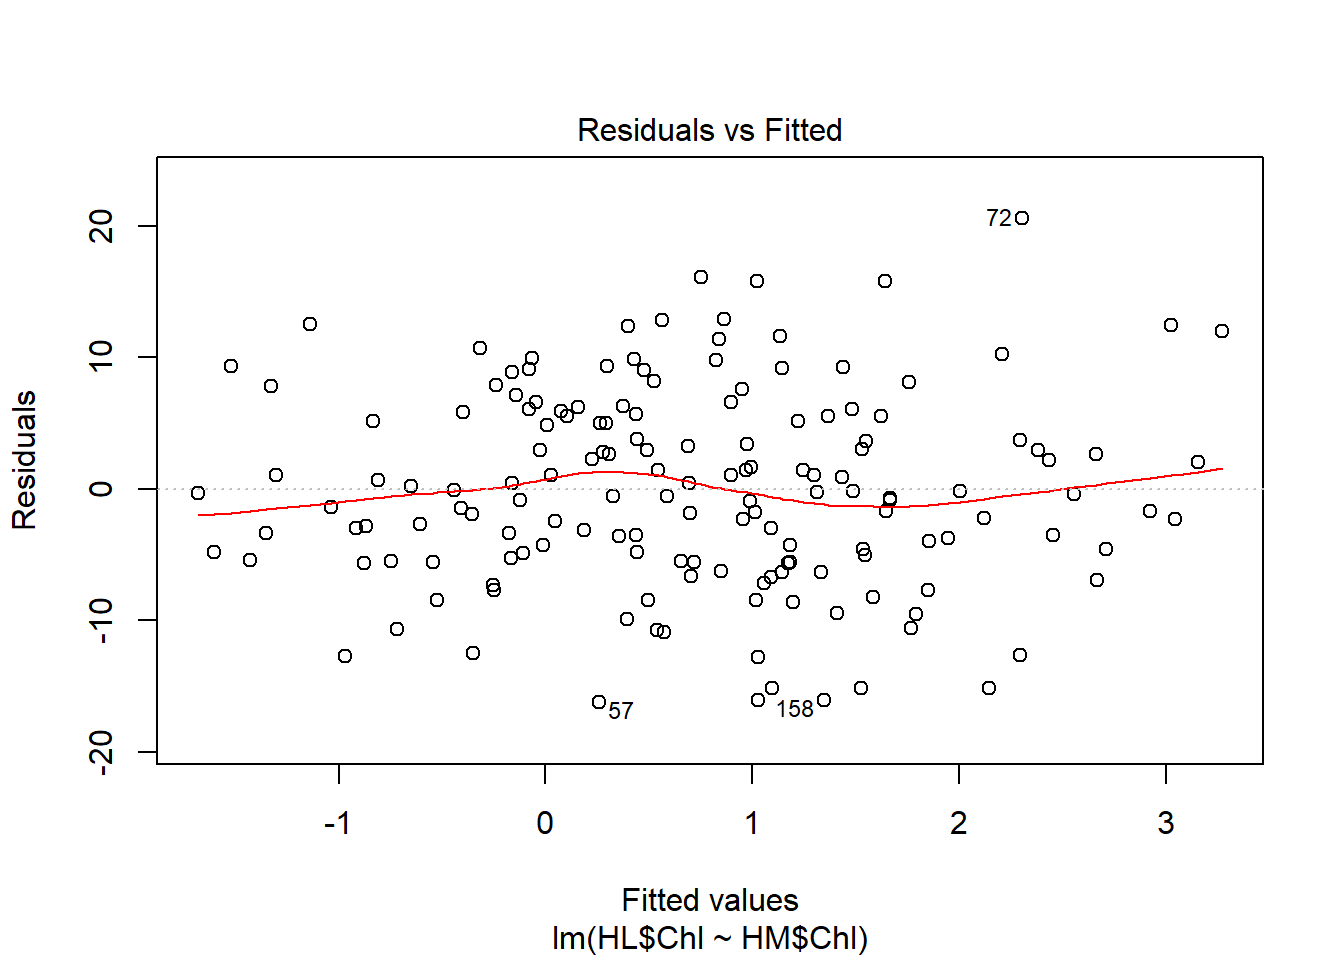 Residuals vs Fitted
Residuals
20
10
0
-10
-20
72
57
158
-1 0 1 2 3
Fitted values
lm(HL$Chl ~ HM$Chl)